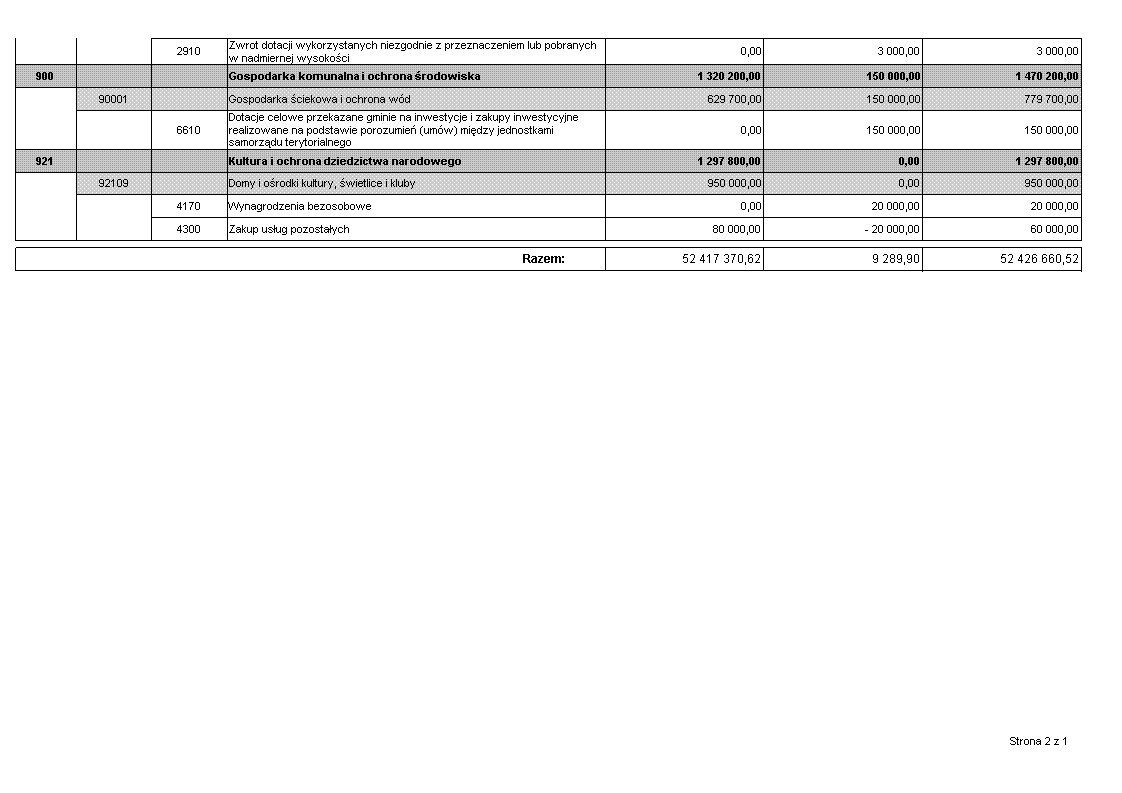 2910 Zwrot dotacji wykorzystanych niezgodnie z przeznaczeniem lub pobranych
w nadmiernej wysokości 0,00 3 000,00 3 000,00
900 Gospodarka komunalna i ochrona środowiska 1 320 200,00 150 000,00 1 470 200,00
90001 Gospodarka ściekowa i ochrona wód 629 700,00 150 000,00 779 700,00
Dotacje celowe przekazane gminie na inwestycje i zakupy inwestycyjne
6610 realizowane na podstawie porozumień (umów) między jednostkami 0,00 150 000,00 150 000,00
samorządu terytorialnego
921 Kultura i ochrona dziedzictwa narodowego 1 297 800,00 0,00 1 297 800,00
92109 Domy i ośrodki kultury, świetlice i kluby 950 000,00 0,00 950 000,00
4170 Wynagrodzenia bezosobowe 0,00 20 000,00 20 000,00
4300 Zakup usług pozostałych 80 000,00 - 20 000,00 60 000,00
Razem: 52 417 370,62 9 289,90 52 426 660,52
Strona 2 z 1